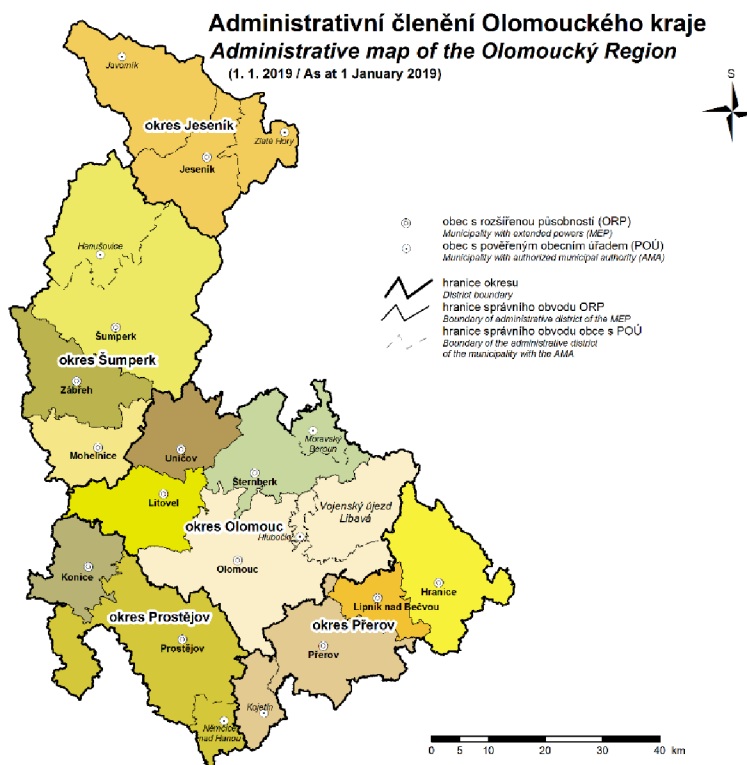 Administrativní členění Olomouckého kraje
Administrative map of the Olomoucký Region
(1. 1. 2019 / As at 1 January 2019)
S
Javorník
okres Jeseník
Zlaté Hory
Jeseník
obec s rozšířenou působností (ORP)
Municipality with extended powers (MEP)
obec s pověřeným obecním úřadem (POÚ)
Municipality with authorized municipal authority (AMA)
hranice okresu
District boundary
hranice správního obvodu ORP
Boundary of administrative district of the MEP
hranice správního obvodu obce s POÚ
Boundary of the administrative district
of the municipality with the AMA
Hanušovice
Šumperk
okres Šumperk
Zábřeh
Mohelnice
Uničov
Moravský
Beroun
Šternberk
Litovel
Vojenský újezd
Libavá
okres Olomouc
Hlubočky
Olomouc
Konice
Hranice
Lipník nad Bečvou
okres Prostějov
okres Přerov
Prostějov
Přerov
Kojetín
Němčice
nad Hanou
0 5 10 20 30 40 km